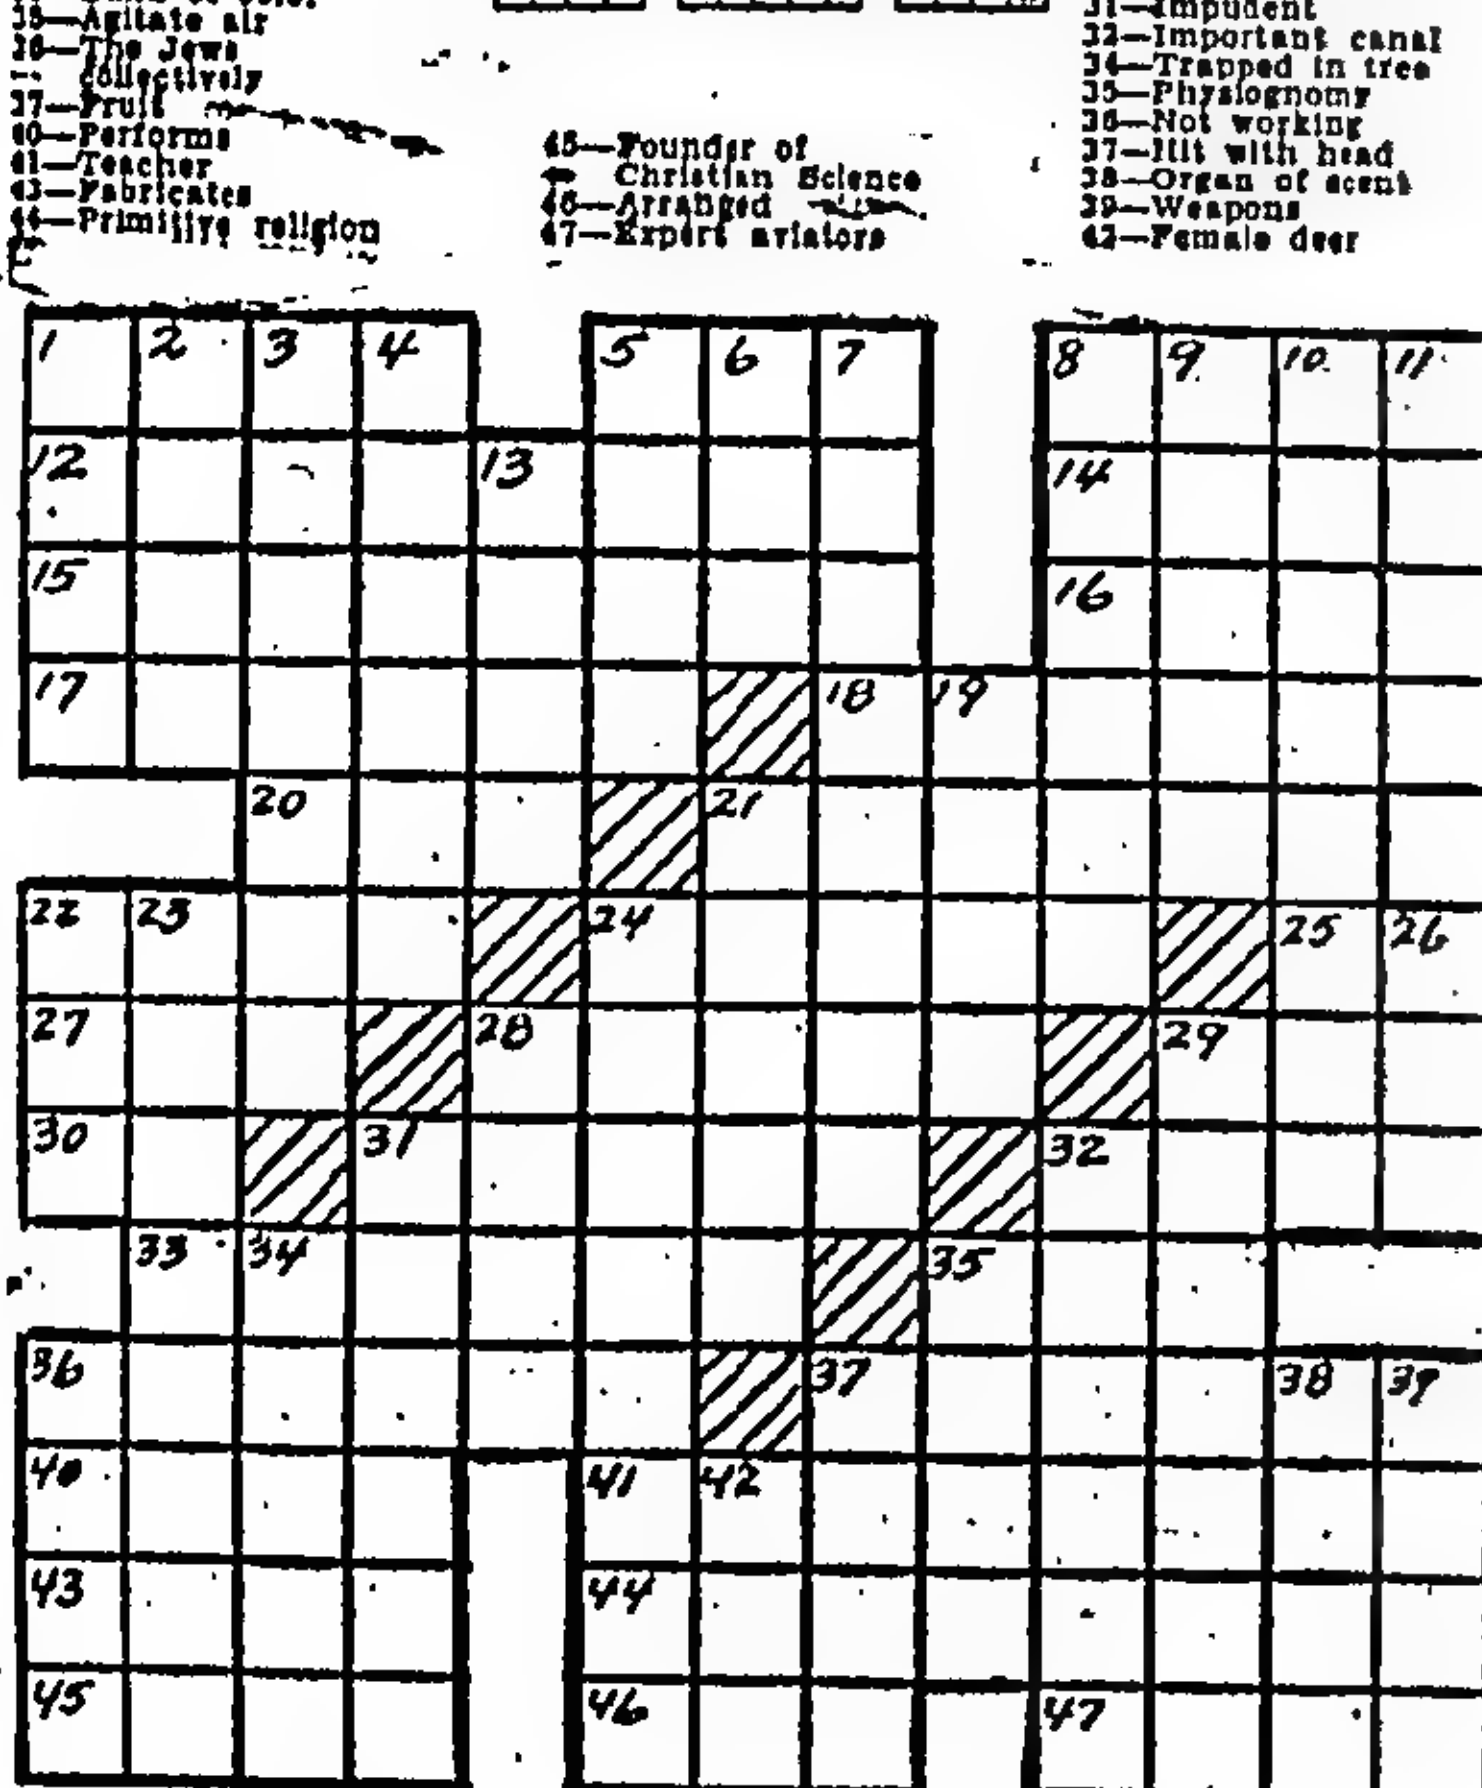 35—Agitate air
36—The Jews
collectively
37—Fruit
40—Performs
41—Teacher
43—Fabricates
44—Primitive religion
45—Founder of
Christian Science
46—Arranged
47—Expert aviators
31—Impudent
32—Important canal
34—Trapped in tree
35—Physiognomy
36—Not working
37—Hit with head
38—Organ of scent
39—Weapons
42—Female deer
1 2 3 4 5 6 7 8 9 10 11
12 13 14
15 16
17 18 19
20 21
22 23 24 25 26
27 28 29
30 31 32
33 34 35
36 37 38 39
40 41 42
43 44
45 46 47